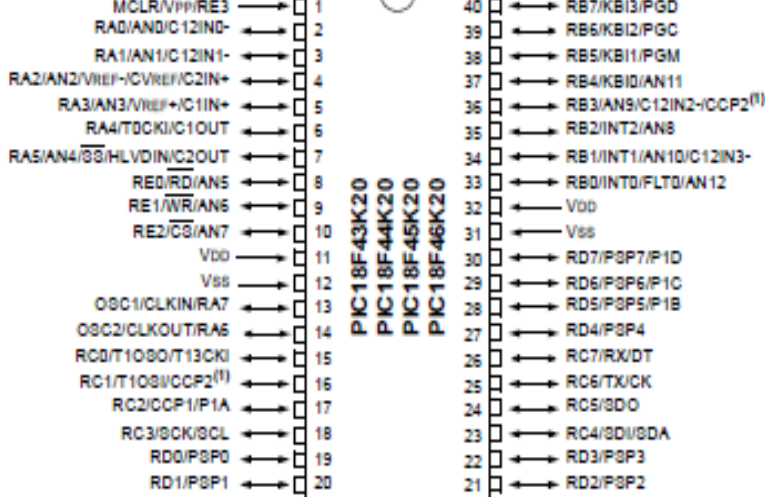 MCLR/VPP/RE3 1
RA0/AN0/C12IN0- 2
RA1/AN1/C12IN1- 3
RA2/AN2/VREF-/CVREF/C2IN+ 4
RA3/AN3/VREF+/C1IN+ 5
RA4/T0CKI/C1OUT 6
RA5/AN4/SS/HLVDIN/C2OUT 7
RE0/RD/AN5 8
RE1/WR/AN6 9
RE2/CS/AN7 10
VDD 11
VSS 12
OSC1/CLKIN/RA7 13
OSC2/CLKOUT/RA6 14
RC0/T1OSO/T13CKI 15
RC1/T1OSI/CCP2(1) 16
RC2/CCP1/P1A 17
RC3/SCK/SCL 18
RD0/PSP0 19
RD1/PSP1 20
PIC18F43K20
PIC18F44K20
PIC18F45K20
PIC18F46K20
40 RB7/KBI3/PGD
39 RB6/KBI2/PGC
38 RB5/KBI1/PGM
37 RB4/KBI0/AN11
36 RB3/AN9/C12IN2-/CCP2(1)
35 RB2/INT2/AN8
34 RB1/INT1/AN10/C12IN3-
33 RB0/INT0/FLT0/AN12
32 VDD
31 VSS
30 RD7/PSP7/P1D
29 RD6/PSP6/P1C
28 RD5/PSP5/P1B
27 RD4/PSP4
26 RC7/RX/DT
25 RC6/TX/CK
24 RC5/SDO
23 RC4/SDI/SDA
22 RD3/PSP3
21 RD2/PSP2